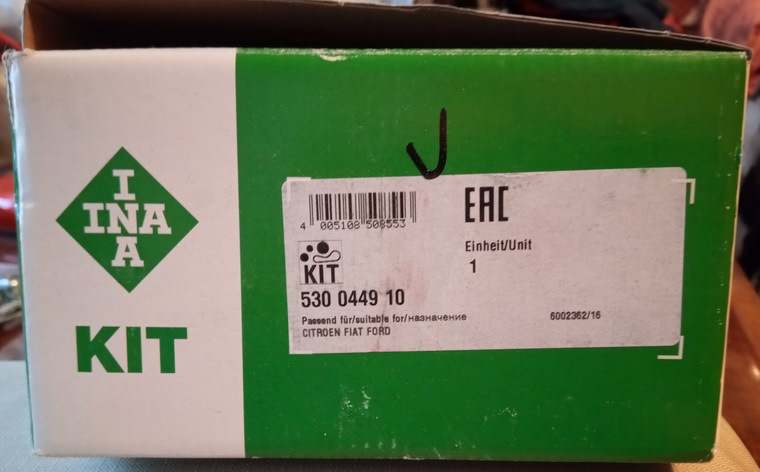 I
INA
A
KIT
4 005108 508553
EAC
Einheit/Unit
1
KIT
530 0449 10
Passend für/suitable for/назначение
6002362/16
CITROEN FIAT FORD